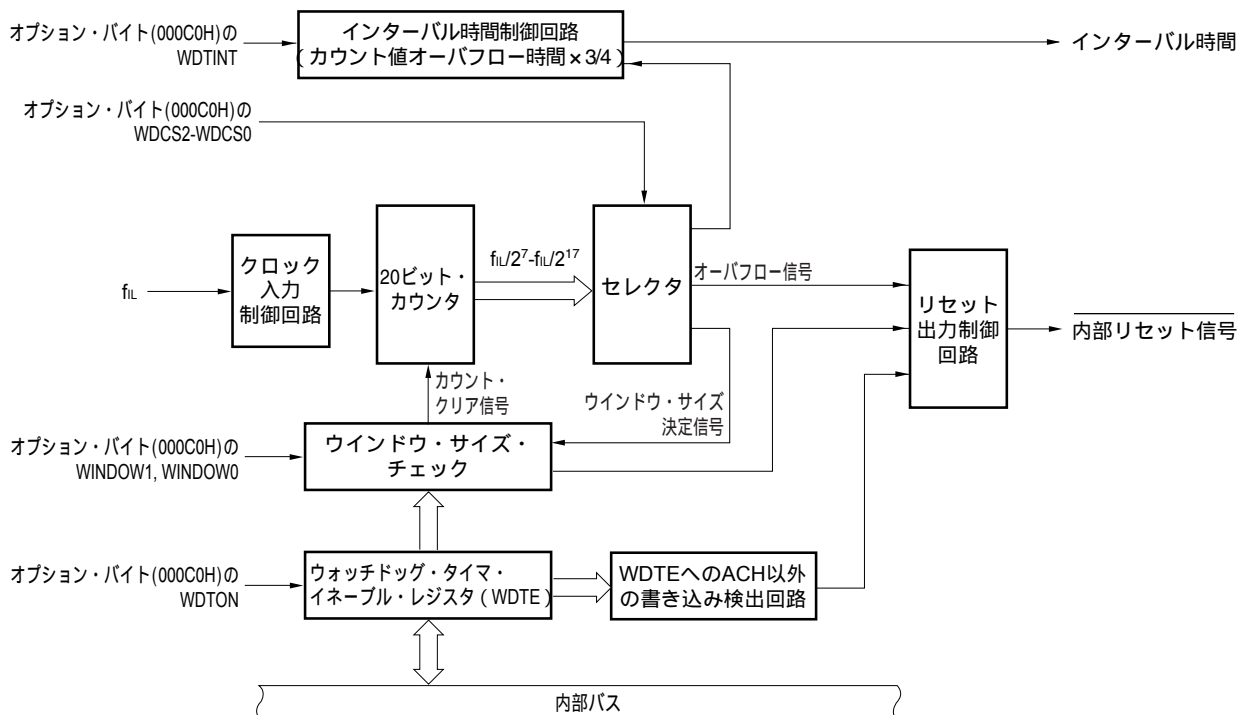 オプション・バイト(000C0H)の
WDTINT
インターバル時間制御回路
(カウント値オーバフロー時間×3/4)
インターバル時間
オプション・バイト(000C0H)の
WDCS2-WDCS0
fIL
クロック
入力
制御回路
20ビット・
カウンタ
fIL/2⁷-fIL/2¹⁷
セレクタ
オーバフロー信号
リセット
出力制御
回路
内部リセット信号
カウント・
クリア信号
ウインドウ・サイズ
決定信号
オプション・バイト(000C0H)の
WINDOW1, WINDOW0
ウインドウ・サイズ・
チェック
オプション・バイト(000C0H)の
WDTON
ウォッチドッグ・タイマ・
イネーブル・レジスタ(WDTE)
WDTEへのACH以外
の書き込み検出回路
内部バス